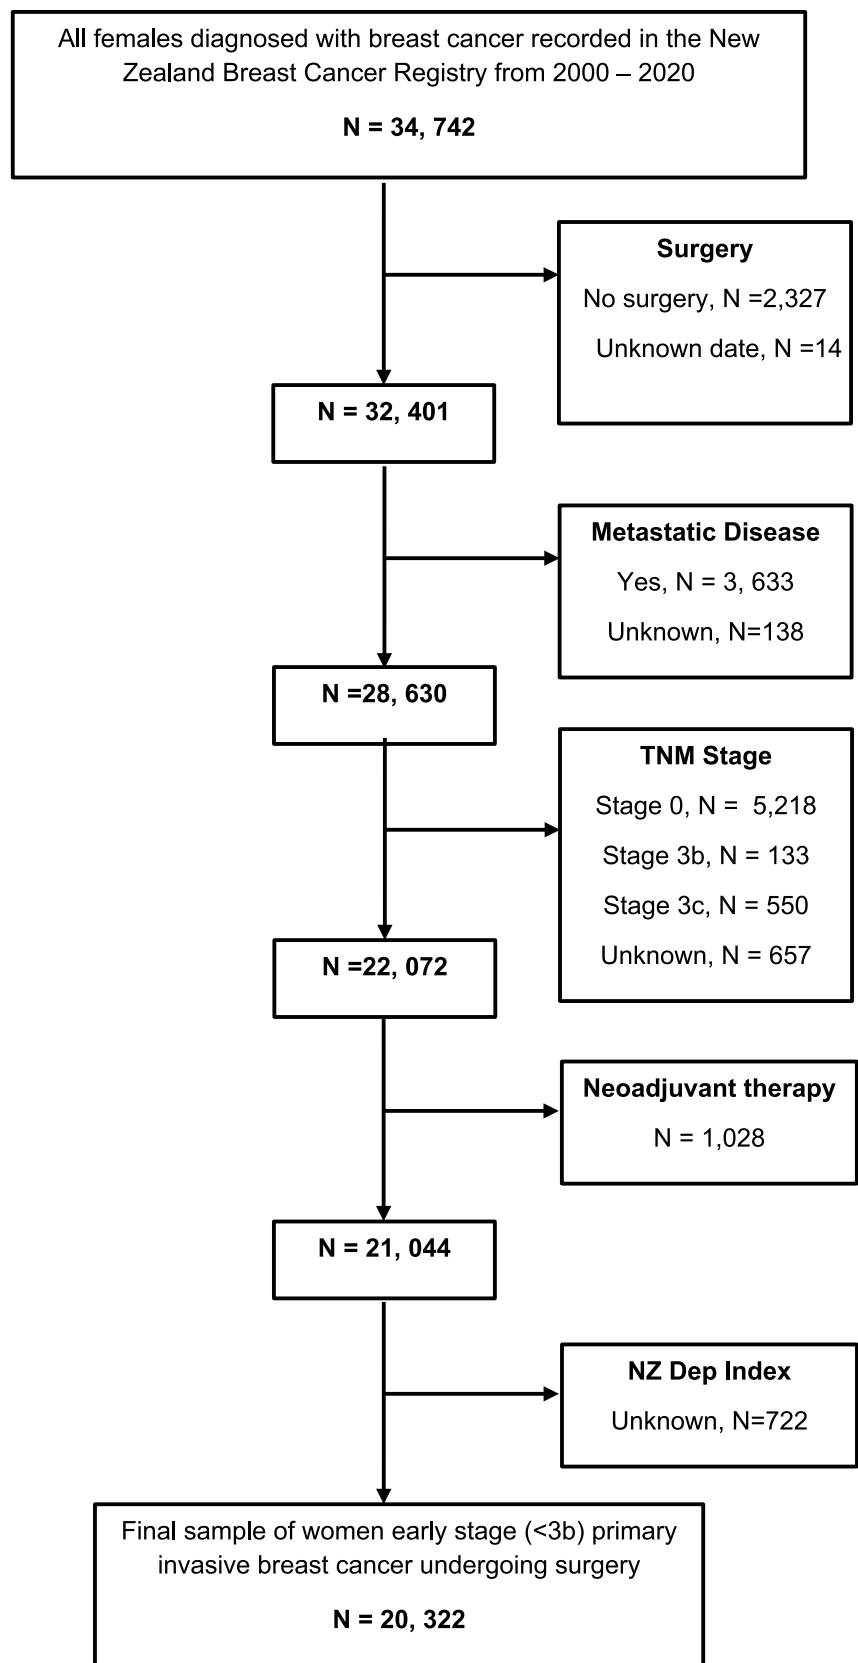 All females diagnosed with breast cancer recorded in the New
Zealand Breast Cancer Registry from 2000 – 2020
N = 34, 742
Surgery
No surgery, N =2,327
Unknown date, N =14
N = 32, 401
Metastatic Disease
Yes, N = 3, 633
Unknown, N=138
N =28, 630
TNM Stage
Stage 0, N =  5,218
Stage 3b, N = 133
Stage 3c, N = 550
Unknown, N = 657
N =22, 072
Neoadjuvant therapy
N = 1,028
N = 21, 044
NZ Dep Index
Unknown, N=722
Final sample of women early stage (<3b) primary
invasive breast cancer undergoing surgery
N = 20, 322